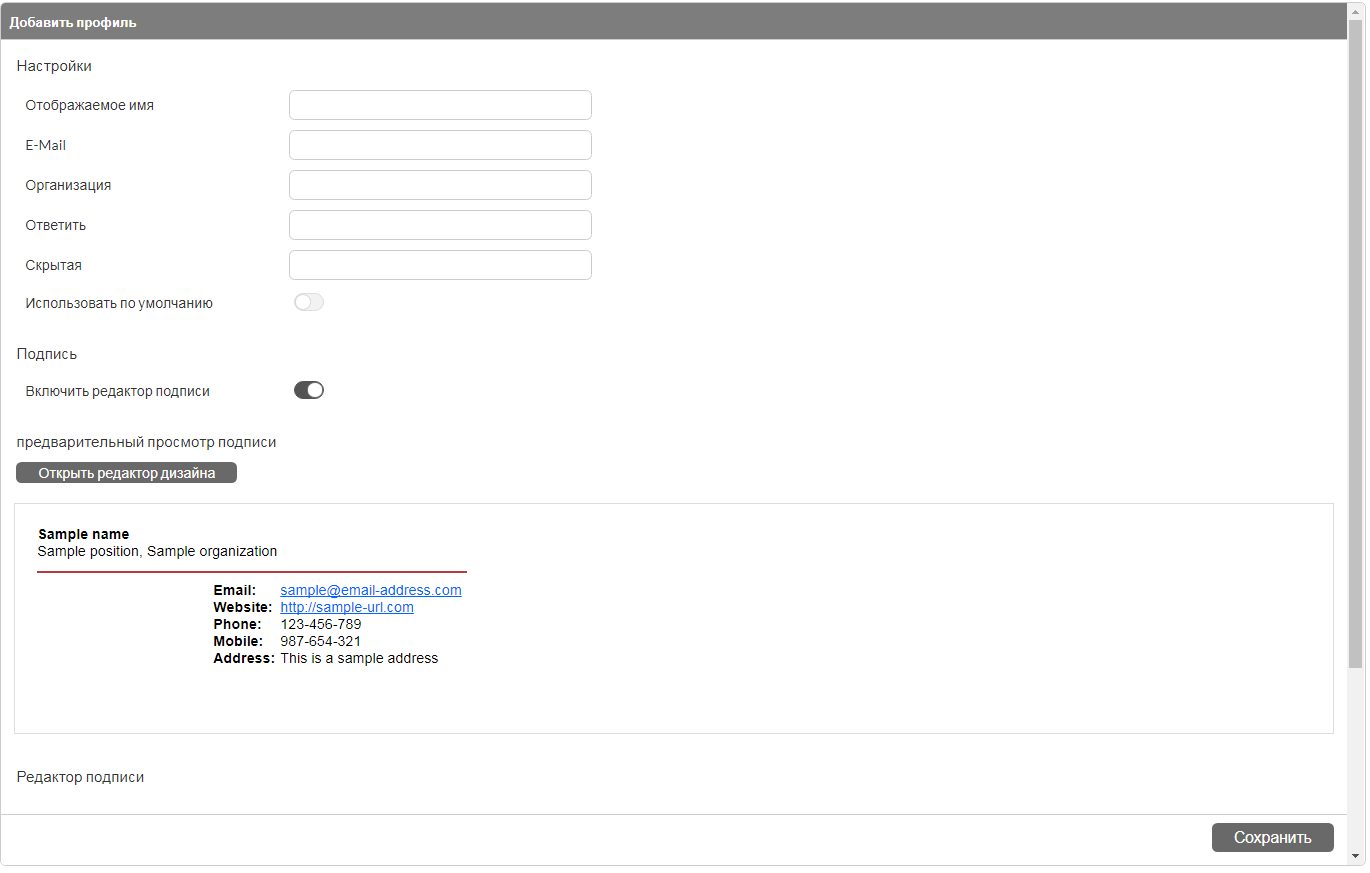 Добавить профиль
Настройки
Отображаемое имя
E-Mail
Организация
Ответить
Скрытая
Использовать по умолчанию
Подпись
Включить редактор подписи
предварительный просмотр подписи
Открыть редактор дизайна
Sample name
Sample position, Sample organization
Email: sample@email-address.com
Website: http://sample-url.com
Phone: 123-456-789
Mobile: 987-654-321
Address: This is a sample address
Редактор подписи
Сохранить